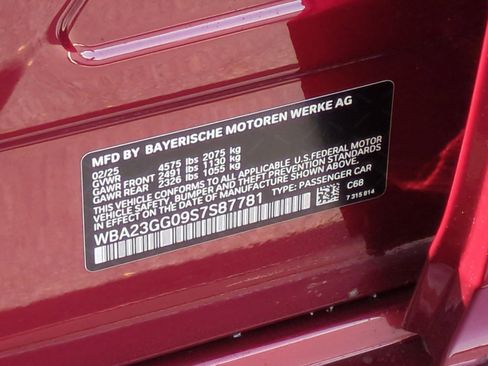 MFD BY BAYERISCHE MOTOREN WERKE AG
02/25
GVWR 4575 lbs 2075 kg
GAWR FRONT 2491 lbs 1130 kg
GAWR REAR 2326 lbs 1055 kg
THIS VEHICLE CONFORMS TO ALL APPLICABLE U.S. FEDERAL MOTOR
VEHICLE SAFETY, BUMPER AND THEFT PREVENTION STANDARDS
IN EFFECT ON THE DATE OF MANUFACTURE SHOWN ABOVE.
WBA23GG09S7S87781 TYPE: PASSENGER CAR
C68
7 315 814